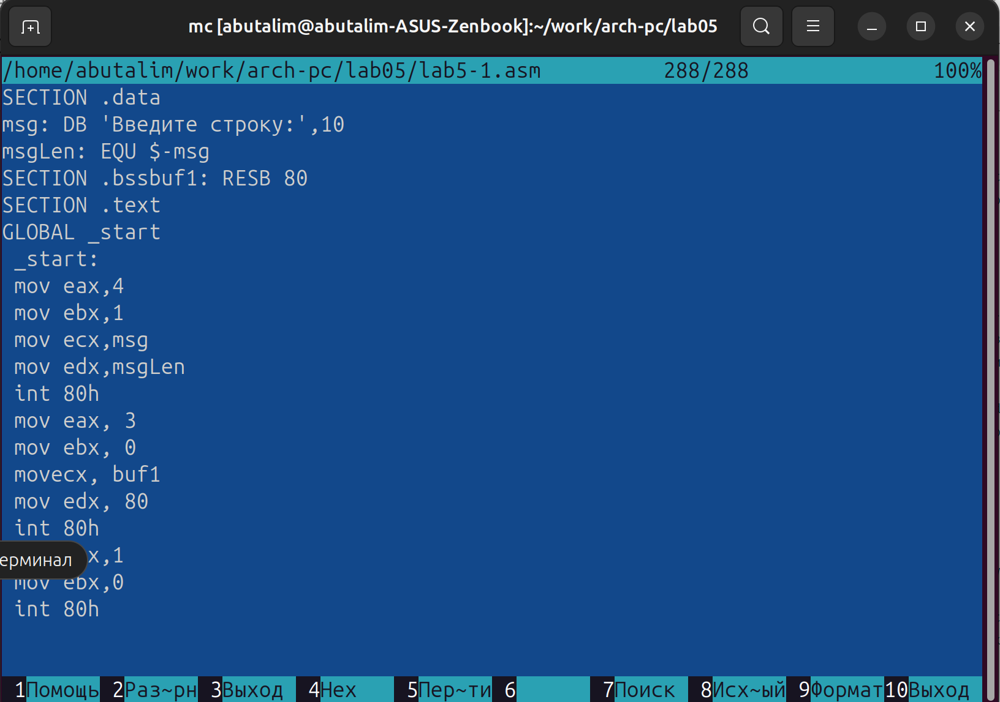 mc [abutalim@abutalim-ASUS-Zenbook]:~/work/arch-pc/lab05
/home/abutalim/work/arch-pc/lab05/lab5-1.asm 288/288 100%
SECTION .data
msg: DB 'Введите строку:',10
msgLen: EQU $-msg
SECTION .bssbuf1: RESB 80
SECTION .text
GLOBAL _start
_start:
mov eax,4
mov ebx,1
mov ecx,msg
mov edx,msgLen
int 80h
mov eax, 3
mov ebx, 0
movecx, buf1
mov edx, 80
int 80h
x,1
ерминал
mov ebx,0
int 80h
1Помощь 2Раз~рн 3Выход 4Hex 5Пер~ти 6 7Поиск 8Исх~ый 9Формат 10Выход